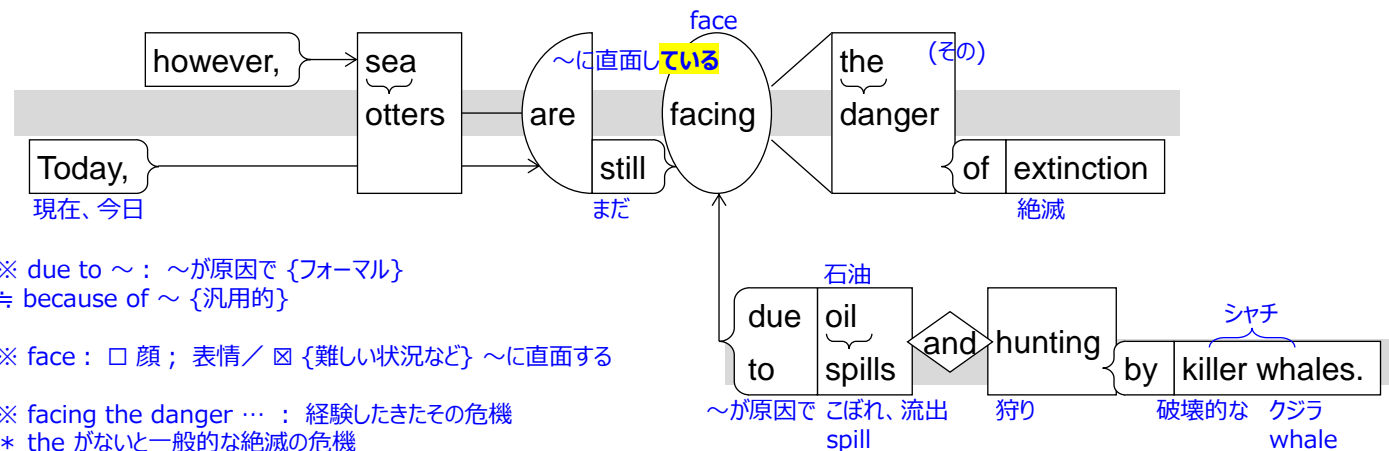 face
however,
sea
～に直面している
the
(その)
otters
are
facing
danger
Today,
still
of
extinction
現在、今日
まだ
絶滅
※ due to ～ : ～が原因で {フォーマル}
≒ because of ～ {汎用的}
石油
due
oil
シャチ
and
hunting
※ face : □ 顔 ; 表情／ ☒ {難しい状況など} ～に直面する
to
spills
by
killer whales.
～が原因で
こぼれ、流出
狩り
破壊的な
クジラ
※ facing the danger … : 経験したきたその危機
spill
whale
＊ the がないと一般的な絶滅の危機